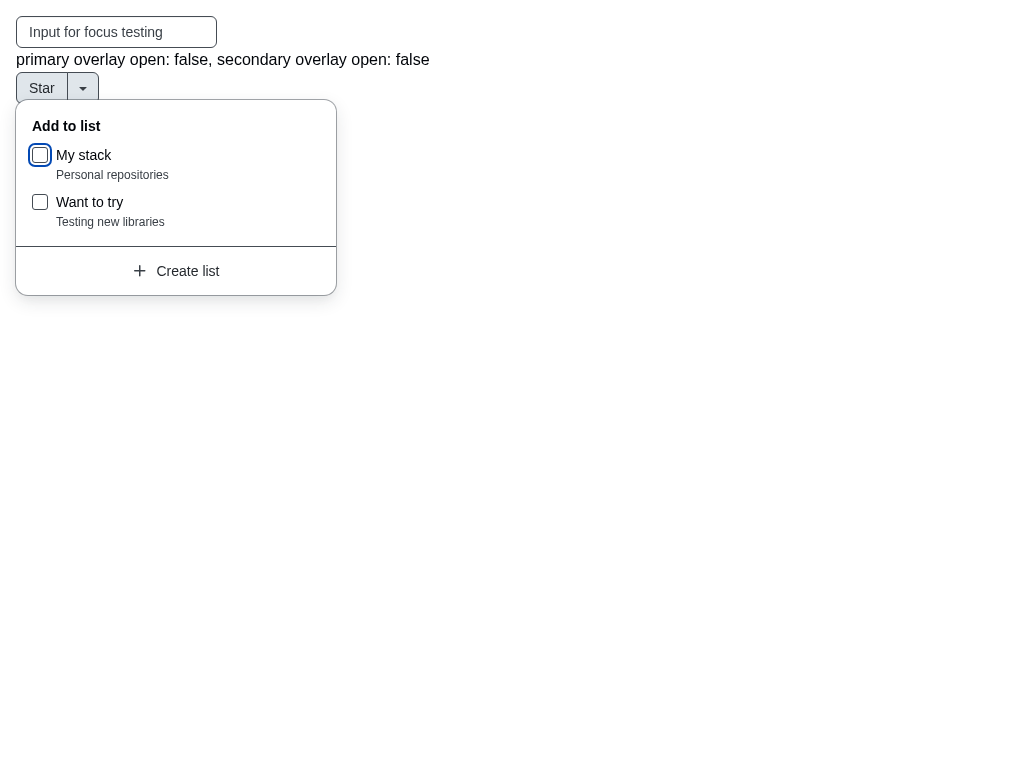 Input for focus testing
primary overlay open: false, secondary overlay open: false
Star
Add to list
My stack
Personal repositories
Want to try
Testing new libraries
Create list